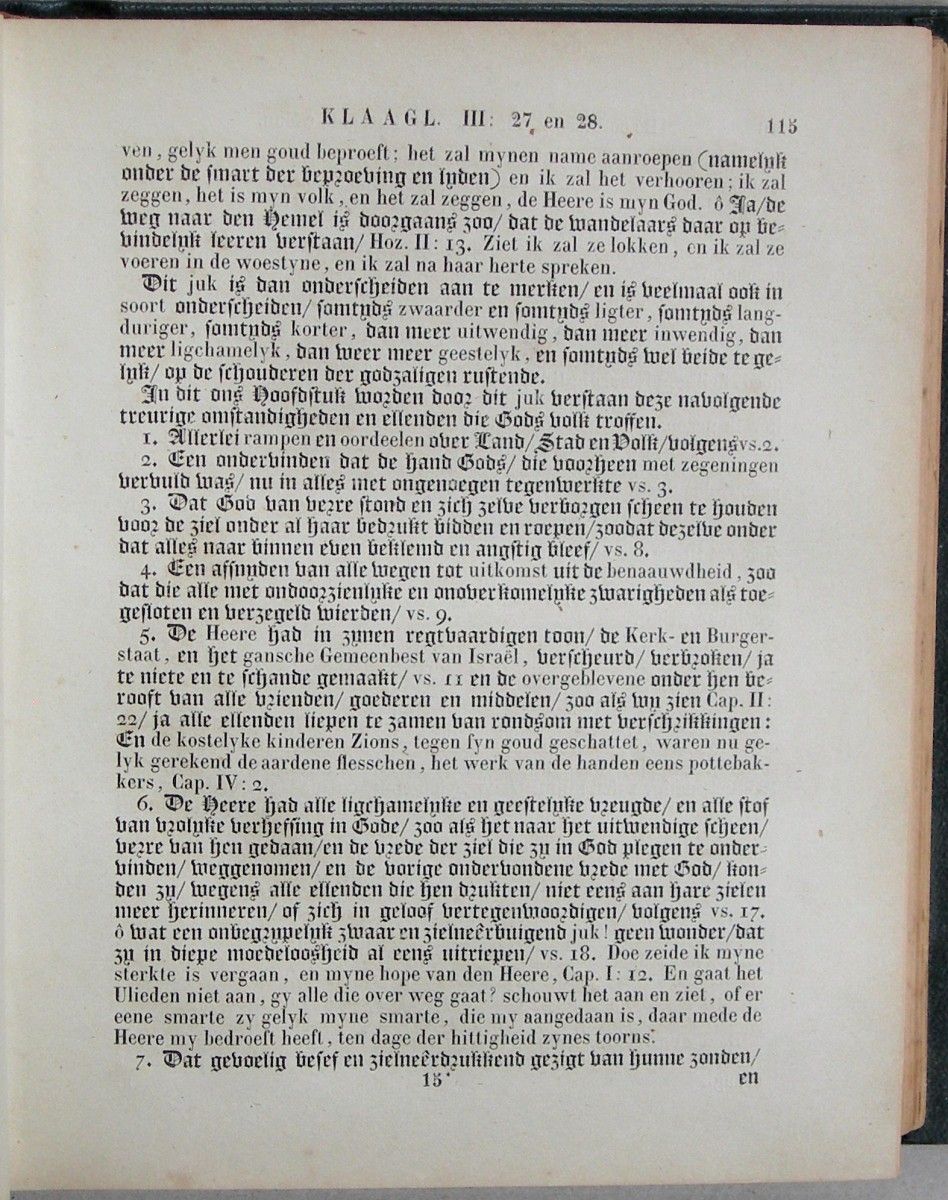 KLAAGL. III: 27 en 28. 115
ven, gelyk men goud beproeft; het zal mynen name aanroepen (namelyk
onder de smart der beproeving en lyden) en ik zal het verhooren; ik zal
zeggen, het is myn volk, en het zal zeggen, de Heere is myn God. ô Ja/de
weg naar den Hemel is doorgaans zoo/ dat de wandelaars daar op be-
vindelyk leeren verstaan/ Hoz. II: 13. Ziet ik zal ze lokken, en ik zal ze
voeren in de woestyne, en ik zal na haar herte spreken.
Dit juk is dan onderscheiden aan te merken/ en is veelmaal ook in
soort onderscheiden/ somtyds zwaarder en somtyds ligter, somtyds lang-
duriger, somtyds korter, dan meer uitwendig, dan meer inwendig, dan
meer ligchamelyk, dan weer meer geestelyk, en somtyds wel beide te ge-
lyk/ op de schouderen der godzaligen rustende.
In dit ons Hoofdstuk worden door dit juk verstaan deze navolgende
treurige omstandigheden en ellenden die Gods volk troffen.
1. Allerlei rampen en oordeelen over Land/Stad en Volk/volgens vs. 2.
2. Een ondervinden dat de hand Gods/ die voorheen met zegeningen
vervuld was/ nu in alles met ongenoegen tegenwerkte vs. 3.
3. Dat God van verre stond en zich zelve verborgen scheen te houden
voor de ziel onder al haar bedrukt bidden en roepen/zoodat dezelve onder
dat alles naar binnen even beklemd en angstig bleef/ vs. 8.
4. Een afsnyden van alle wegen tot uitkomst uit de benaauwdheid, zoo
dat die alle met ondoorzienlyke en onoverkomelyke zwarigheden als toe-
gesloten en verzegeld wierden/ vs. 9.
5. De Heere had in zynen regtvaardigen toon/ de Kerk- en Burger-
staat, en het gansche Gemeenbest van Israël, verscheurd/ verbroken/ ja
te niete en te schande gemaakt/ vs. 11 en de overgeblevene onder hen be-
rooft van alle vrienden/ goederen en middelen/ zoo als wy zien Cap. II:
22/ ja alle ellenden liepen te zamen van rondsom met verschrikkingen:
En de kostelyke kinderen Zions, tegen fyn goud geschattet, waren nu ge-
lyk gerekend de aardene flesschen, het werk van de handen eens pottebak-
kers, Cap. IV: 2.
6. De Heere had alle ligchamelyke en geestelyke vreugde/ en alle stof
van vrolyke verheffing in Gode/ zoo als het naar het uitwendige scheen/
verre van hen gedaan/en de vrede der ziel die zy in God plegen te onder-
vinden/ weggenomen/ en de vorige ondervondene vrede met God/ kon-
den zy/ wegens alle ellenden die hen drukten/ niet eens aan hare zielen
meer herinneren/ of zich in geloof vertegenwoordigen/ volgens vs. 17.
ô wat een onbegrypelyk zwaar en zielneêrbuigend juk! geen wonder/dat
zy in diepe moedeloosheid al eens uitriepen/ vs. 18. Doe zeide ik myne
sterkte is vergaan, en myne hope van den Heere, Cap. I: 12. En gaat het
Ulieden niet aan, gy alle die over weg gaat? schouwt het aan en ziet, of er
eene smarte zy gelyk myne smarte, die my aangedaan is, daar mede de
Heere my bedroeft heeft, ten dage der hittigheid zynes toorns.
7. Dat gevoelig besef en zielneêrdrukkend gezigt van hunne zonden/
15* en